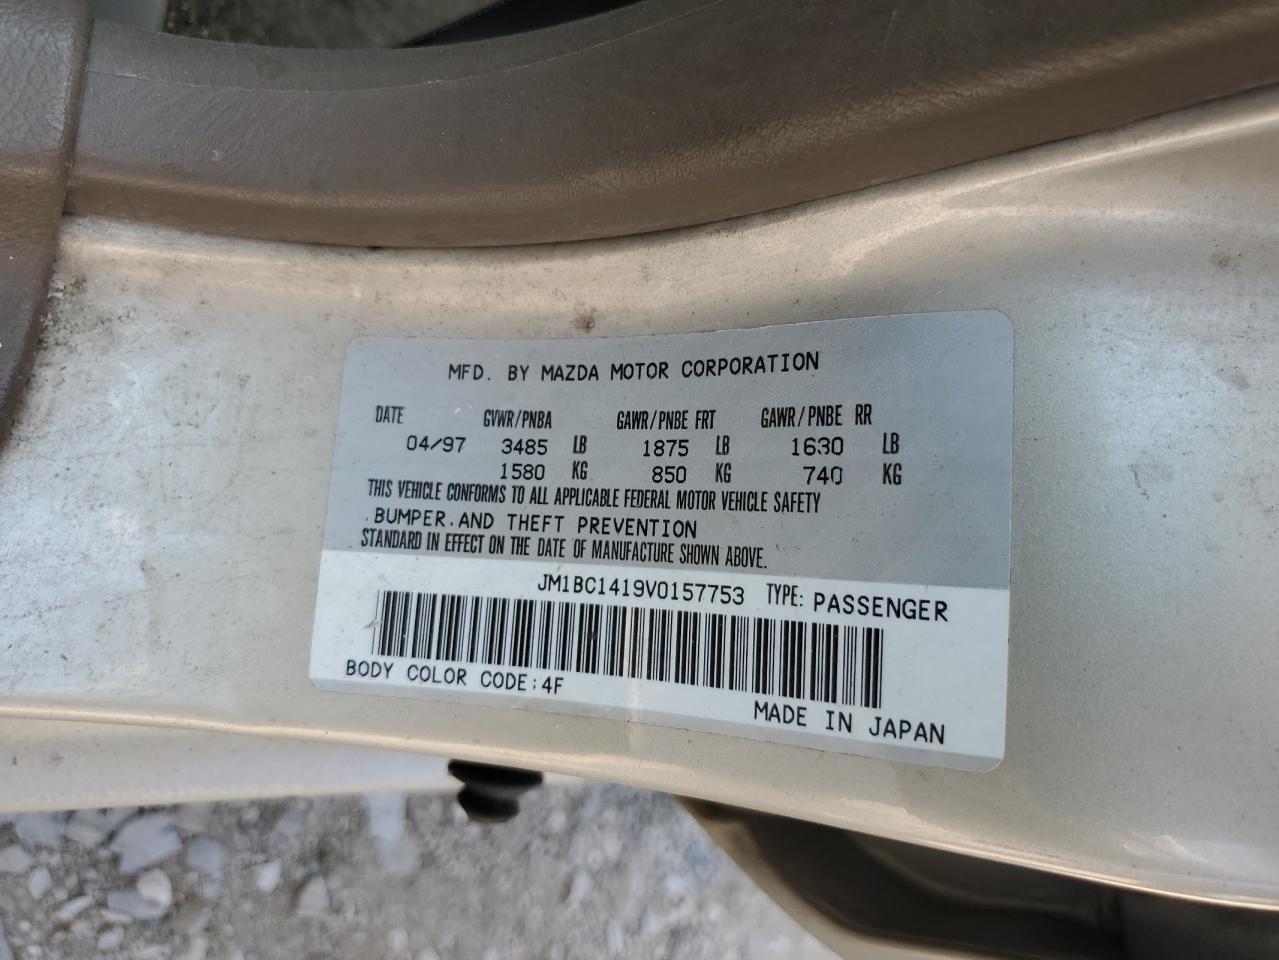 MFD. BY MAZDA MOTOR CORPORATION
DATE GVWR/PNBA GAWR/PNBE FRT GAWR/PNBE RR
04/97 3485 LB 1875 LB 1630 LB
1580 KG 850 KG 740 KG
THIS VEHICLE CONFORMS TO ALL APPLICABLE FEDERAL MOTOR VEHICLE SAFETY
, BUMPER, AND THEFT PREVENTION
STANDARD IN EFFECT ON THE DATE OF MANUFACTURE SHOWN ABOVE.
JM1BC1419V0157753 TYPE: PASSENGER
BODY COLOR CODE:4F
MADE IN JAPAN